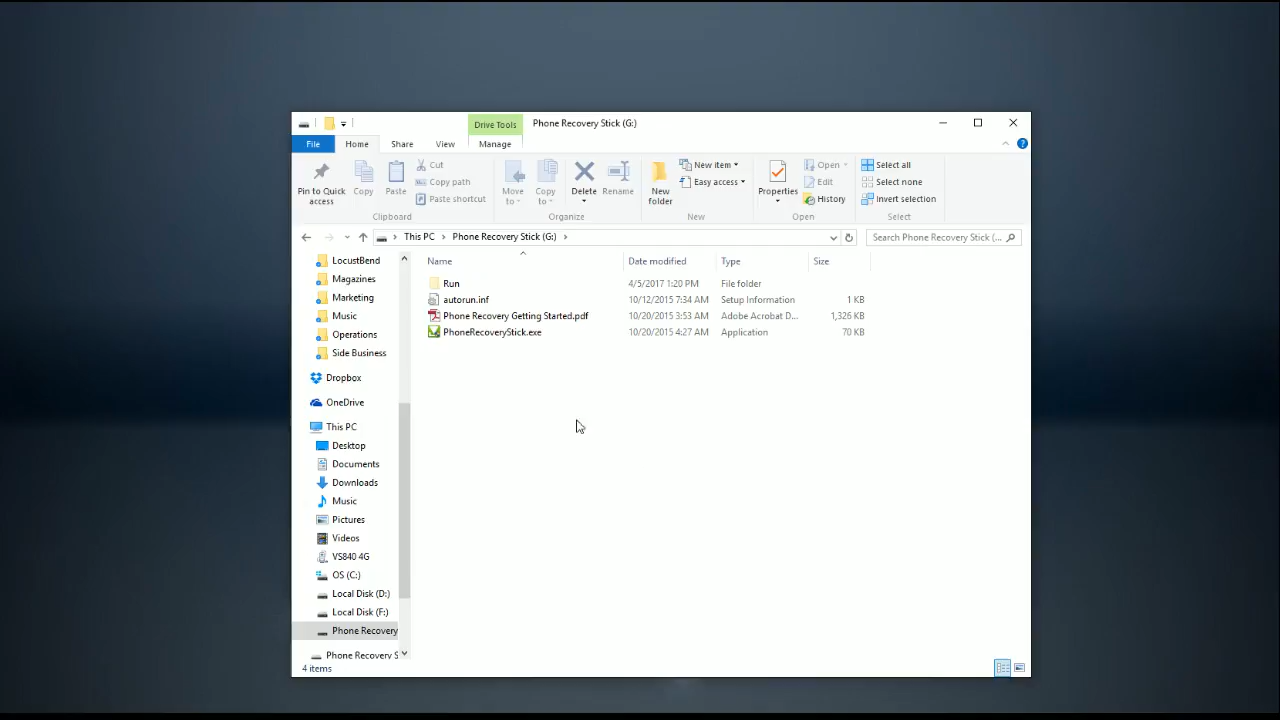 Drive Tools Phone Recovery Stick (G:)
File Home Share View Manage
Pin to Quick access
Copy
Paste
Cut
Copy path
Paste shortcut
Clipboard
Move to
Copy to
Delete
Rename
Organize
New folder
New item
Easy access
New
Properties
Open
Edit
History
Open
Select all
Select none
Invert selection
Select
This PC Phone Recovery Stick (G:)
Search Phone Recovery Stick (...
Name Date modified Type Size
Run 4/5/2017 1:20 PM File folder
autorun.inf 10/12/2015 7:34 AM Setup Information 1 KB
Phone Recovery Getting Started.pdf 10/20/2015 3:53 AM Adobe Acrobat D... 1,326 KB
PhoneRecoveryStick.exe 10/20/2015 4:27 AM Application 70 KB
LocustBend
Magazines
Marketing
Music
Operations
Side Business
Dropbox
OneDrive
This PC
Desktop
Documents
Downloads
Music
Pictures
Videos
VS840 4G
OS (C:)
Local Disk (D:)
Local Disk (F:)
Phone Recovery
Phone Recovery S
4 items